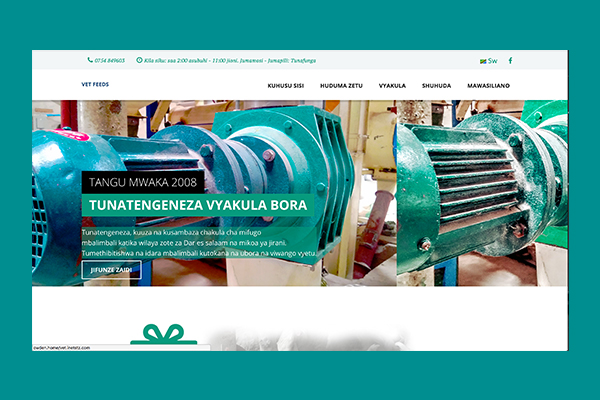 0754 849603 Kila siku: saa 2:00 asubuhi - 11:00 jioni. Jumamosi - Jumapili: Tunafunga Sw
VET FEEDS KUHUSU SISI HUDUMA ZETU VYAKULA SHUHUDA MAWASILIANO
TANGU MWAKA 2008
TUNATENGENEZA VYAKULA BORA
Tunatengeneza, kuuza na kusambaza chakula cha mifugo
mbalimbali katika wilaya zote za Dar es salaam na mikoa ya jirani.
Tumethibitishwa na idara mbalimbali kutokana na ubora na viwango vyetu.
JIFUNZE ZAIDI